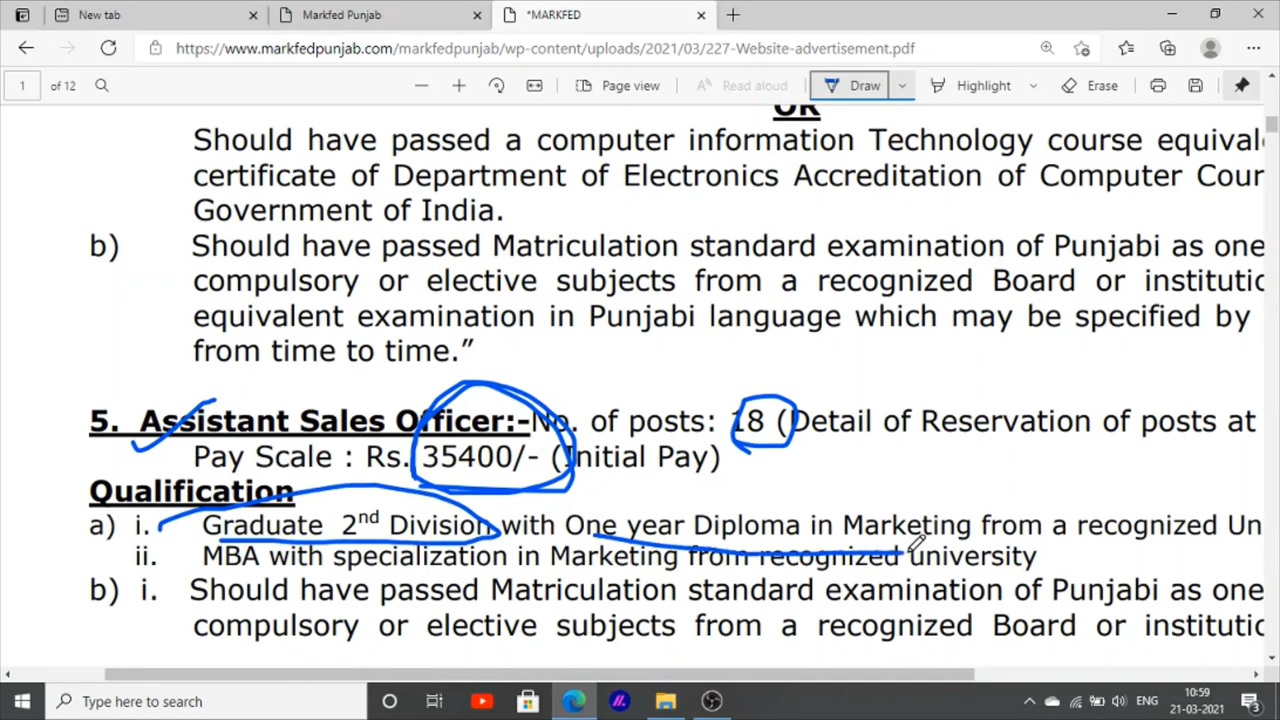 New tab
Markfed Punjab
*MARKFED
https://www.markfedpunjab.com/markfedpunjab/wp-content/uploads/2021/03/227-Website-advertisement.pdf
1 of 12
Page view
Read aloud
Draw
Highlight
Erase
OR
Should have passed a computer information Technology course equival
certificate of Department of Electronics Accreditation of Computer Cour
Government of India.
b) Should have passed Matriculation standard examination of Punjabi as one
compulsory or elective subjects from a recognized Board or institutio
equivalent examination in Punjabi language which may be specified by
from time to time.”
5. Assistant Sales Officer:-No. of posts: 18 (Detail of Reservation of posts at
Pay Scale : Rs. 35400/- (Initial Pay)
Qualification
a) i. Graduate 2nd Division with One year Diploma in Marketing from a recognized Un
ii. MBA with specialization in Marketing from recognized university
b) i. Should have passed Matriculation standard examination of Punjabi as one
compulsory or elective subjects from a recognized Board or institutio
Type here to search
ENG
10:59
21-03-2021
3